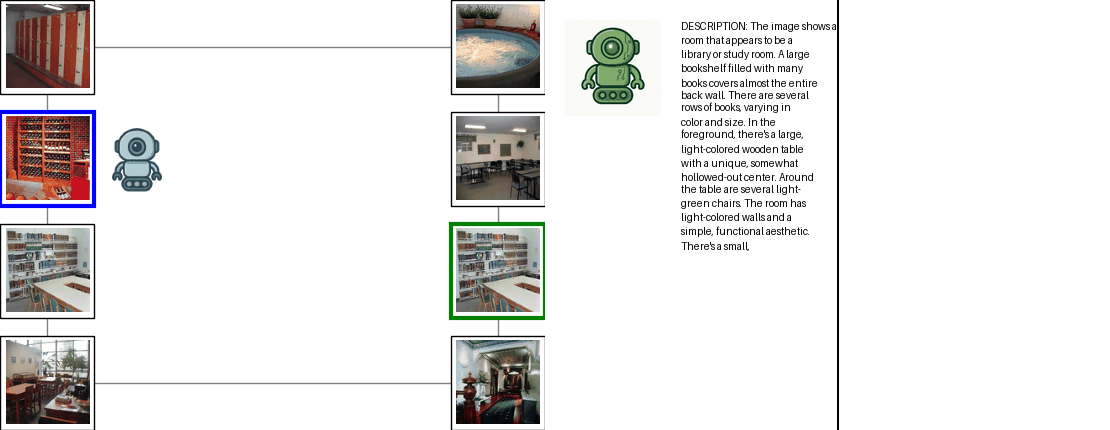 DESCRIPTION: The image shows a
room that appears to be a
library or study room. A large
bookshelf filled with many
books covers almost the entire
back wall. There are several
rows of books, varying in
color and size. In the
foreground, there's a large,
light-colored wooden table
with a unique, somewhat
hollowed-out center. Around
the table are several light-
green chairs. The room has
light-colored walls and a
simple, functional aesthetic.
There's a small,